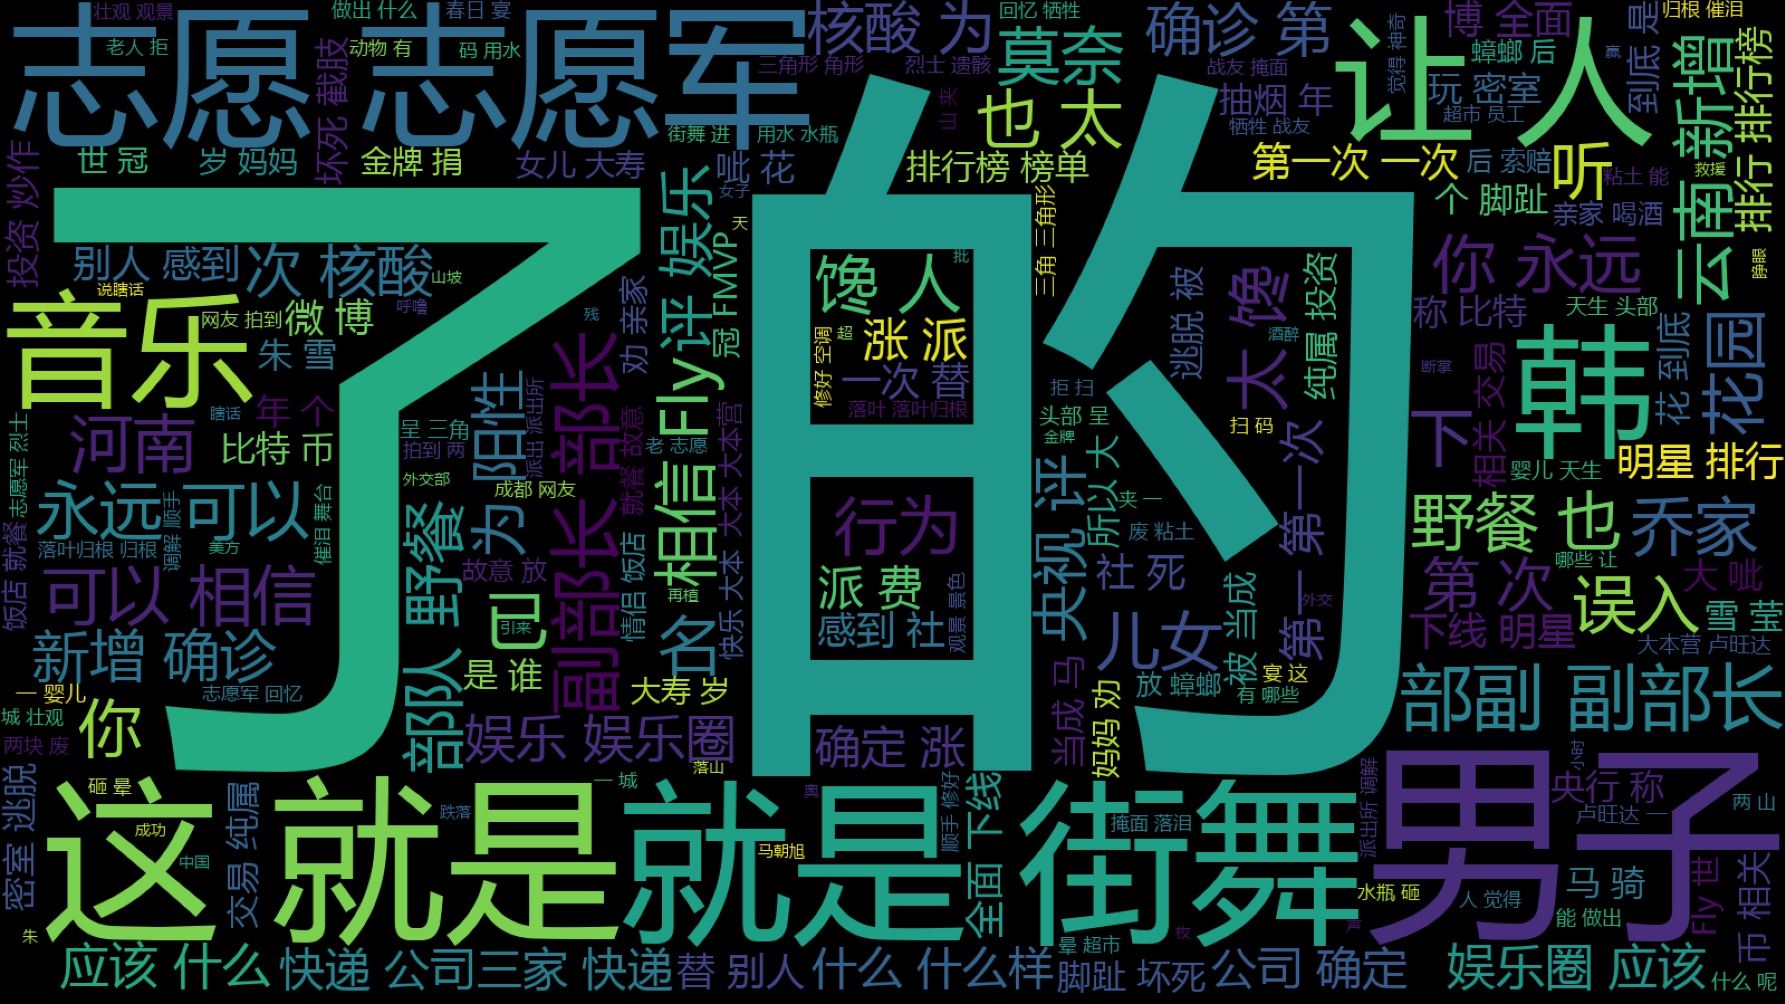 壮观 观景
做出 什么
春日 宴
核酸 为
回忆 牺牲
确诊 第
博 全面
归根 催泪
志愿 志愿军
老人 拒
动物 有
码 用水
坏死 截肢
三角形 角形
烈士 遗骸
莫奈
战友 掩面
觉得 神奇
让人
蟑螂 后
赢
到底 是
新增
排行 排行榜
玩 密室
抽烟 年
超市 员工
牺牲 战友
山 夹
也 太
街舞 进
用水 水瓶
世 冠
岁 妈妈
金牌 捐
女儿 大寿
呲 花
排行榜 榜单
第一次 一次
后 索赔
听
救援
粘土 能
投资 炒作
个 脚趾
亲家 喝酒
云南
女子
天
三角 三角形
了
的
评 娱乐
冠 FMVP
别人 感到
次 核酸
山坡
说瞎话
呼噜
音乐
网友 拍到
微 博
朱 雪
劝 亲家
残
馋 人
批
超
修好 空调
涨 派
一次 替
落叶 落叶归根
逃脱 被
太 馋
酒醉
纯属 投资
你 永远
睁眼
称 比特
天生 头部
韩
花 到底
花园
断掌
相关 交易
下
拒 扫
头部 呈
金牌
扫 码
婴儿 天生
明星 排行
河南
瞎话
年 个
比特 币
呈 三角
拍到 两
外交部
阳性
派出 派出所
副部长 部长
就餐 故意
老 志愿
相信 Fly
大本 大本营
成都 网友
志愿军 烈士
永远
调解 顺手
可以
催泪 舞台
野餐
为
行为
央视 评
所以 大
夹 一
废 粘土
第一 第一次
野餐 也
乔家
哪些 让
落叶归根 归根
美方
饭店 就餐
可以 相信
故意 放
情侣 饭店
再植
快乐 大本
派 费
感到 社
观景 景色
社 死
被 当成
外交
第 次
大 呲
误入
雪 莹
下线 明星
大本营 卢旺达
新增 确诊
部队
已
引来
是 谁
名
大寿 岁
儿女
放 蟑螂
宴 这
有 哪些
一 婴儿
志愿军 回忆
城 壮观
你
两块 废
娱乐 娱乐圈
落山
确定 涨
当成 马
妈妈 劝
部副 副部长
小时
密室 逃脱
砸 晕
这 就是
成功
中国
交易 纯属
一 城
跌落
就是 街舞
顺手 修好
马朝旭
全面 下线
掩面 落泪
派出所 调解
男子
央行 称
两 山
卢旺达 一
水瓶 砸
人 觉得
马 骑
能 做出
Fly 世
币 相关
朱
枚
应该 什么
快递 公司
三家 快递
替 别人
什么 什么样
晕 超市
脚趾 坏死
公司 确定
娱乐圈 应该
什么 呢